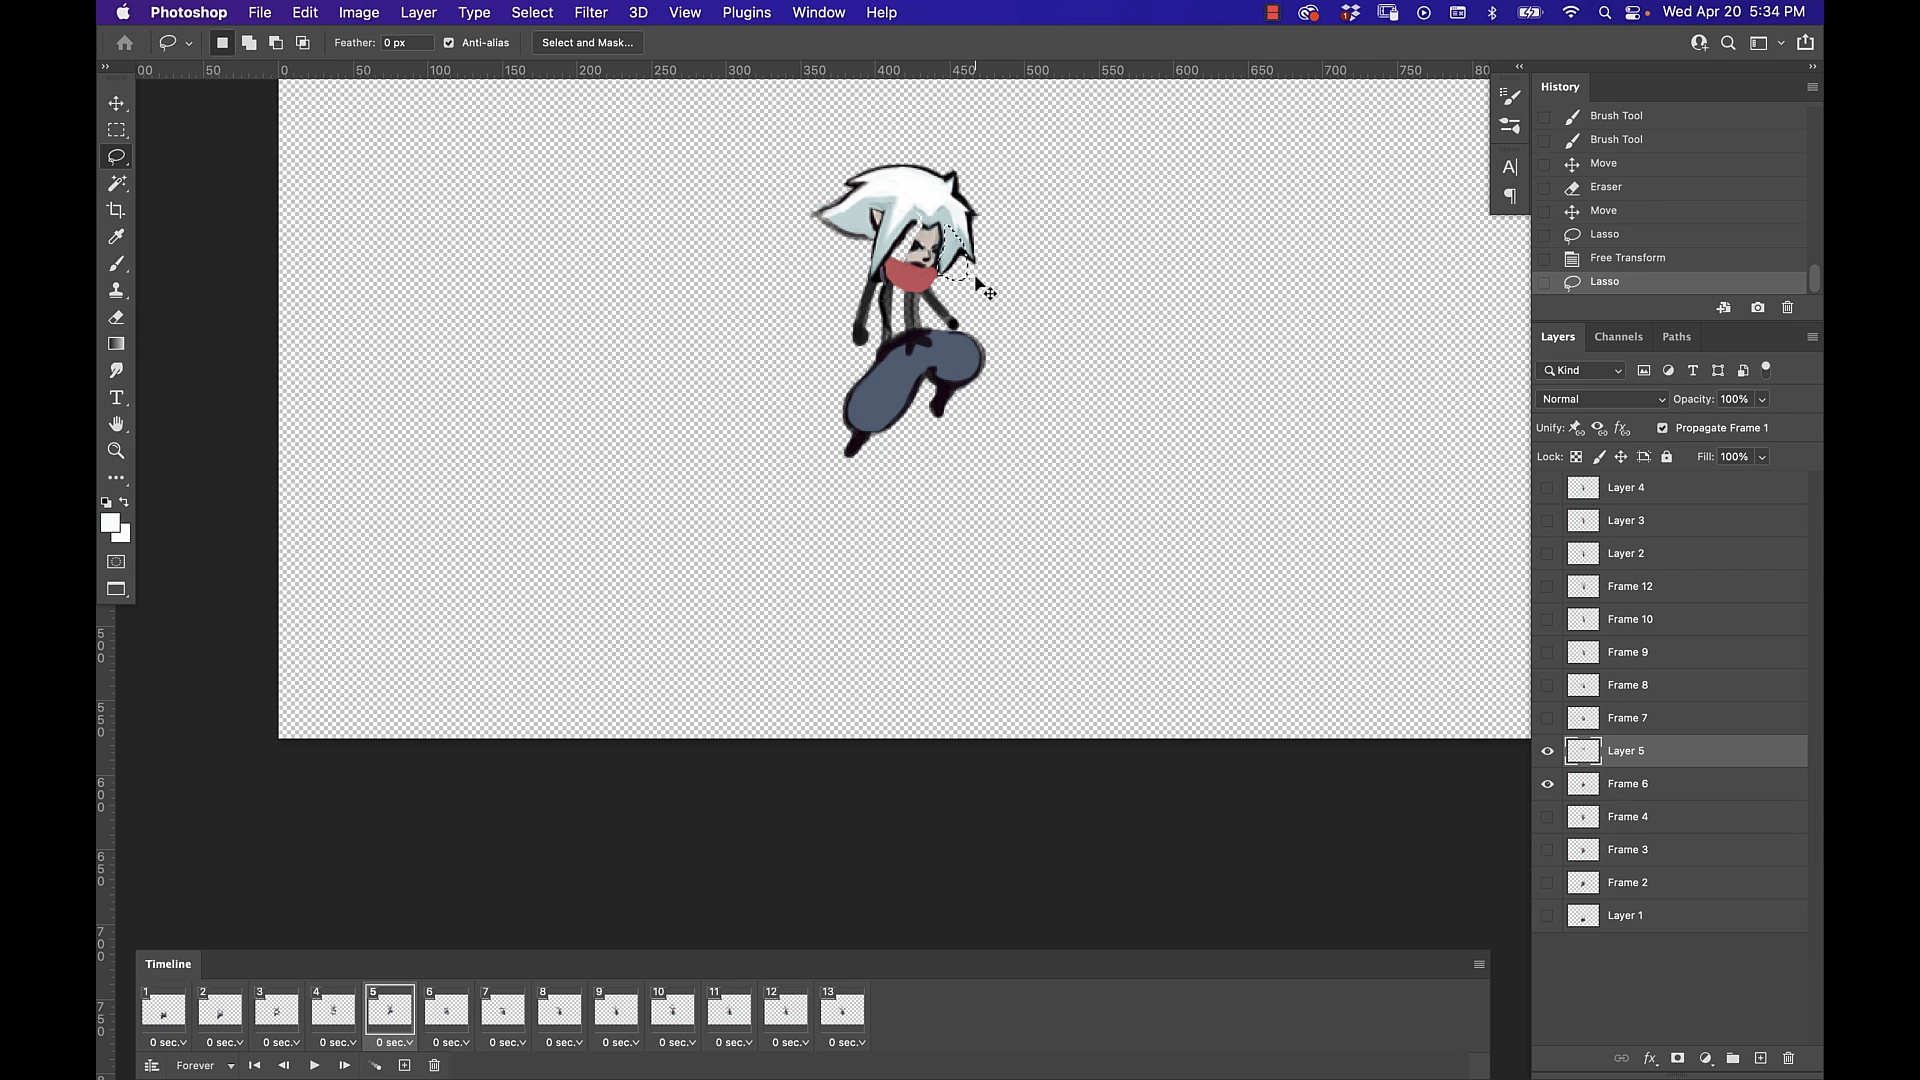 Photoshop File Edit Image Layer Type Select Filter 3D View Plugins Window Help Wed Apr 20 5:34 PM
Feather: 0 px Anti-alias Select and Mask...
00 50 0 50 100 150 200 250 300 350 400 450 500 550 600 650 700 750 80
History
Brush Tool
Brush Tool
Move
Eraser
Move
Lasso
Free Transform
Lasso
Layers Channels Paths
Kind
Normal Opacity: 100%
Unify: Propagate Frame 1
Lock: Fill: 100%
Layer 4
Layer 3
Layer 2
Frame 12
Frame 10
Frame 9
Frame 8
Frame 7
Layer 5
Frame 6
Frame 4
Frame 3
Frame 2
Layer 1
500
550
600
650
700
750
Timeline
1 2 3 4 5 6 7 8 9 10 11 12 13
0 sec. 0 sec. 0 sec. 0 sec. 0 sec. 0 sec. 0 sec. 0 sec. 0 sec. 0 sec. 0 sec. 0 sec. 0 sec.
Forever